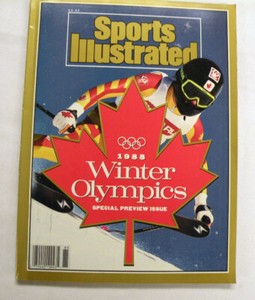 Sports
Illustrated
1988
Winter
Olympics
SPECIAL PREVIEW ISSUE